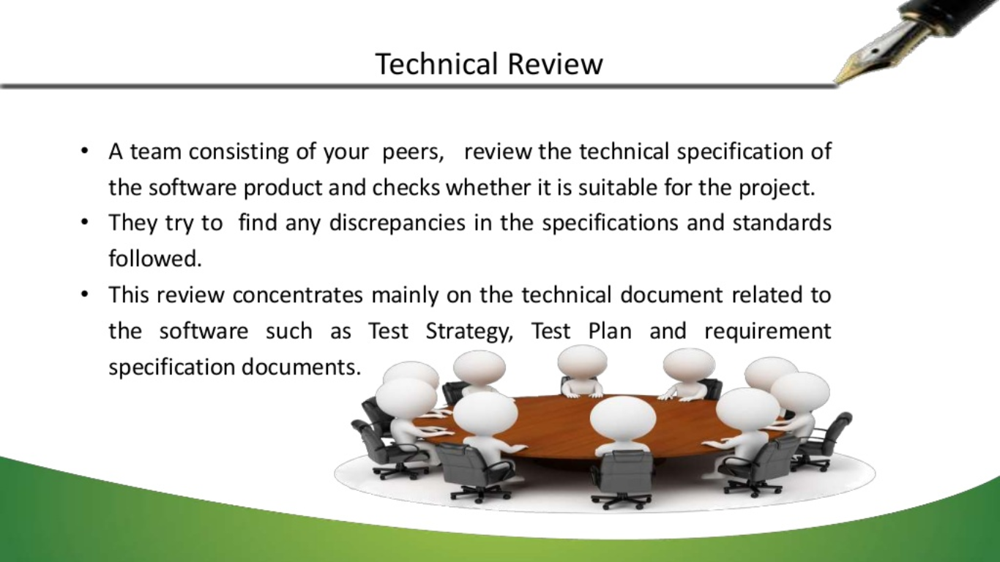 Technical Review
• A team consisting of your  peers,   review the technical specification of
the software product and checks whether it is suitable for the project.
• They try to  find any discrepancies in the specifications and standards
followed.
• This review concentrates mainly on the technical document related to
the software such as Test Strategy, Test Plan and requirement
specification documents.